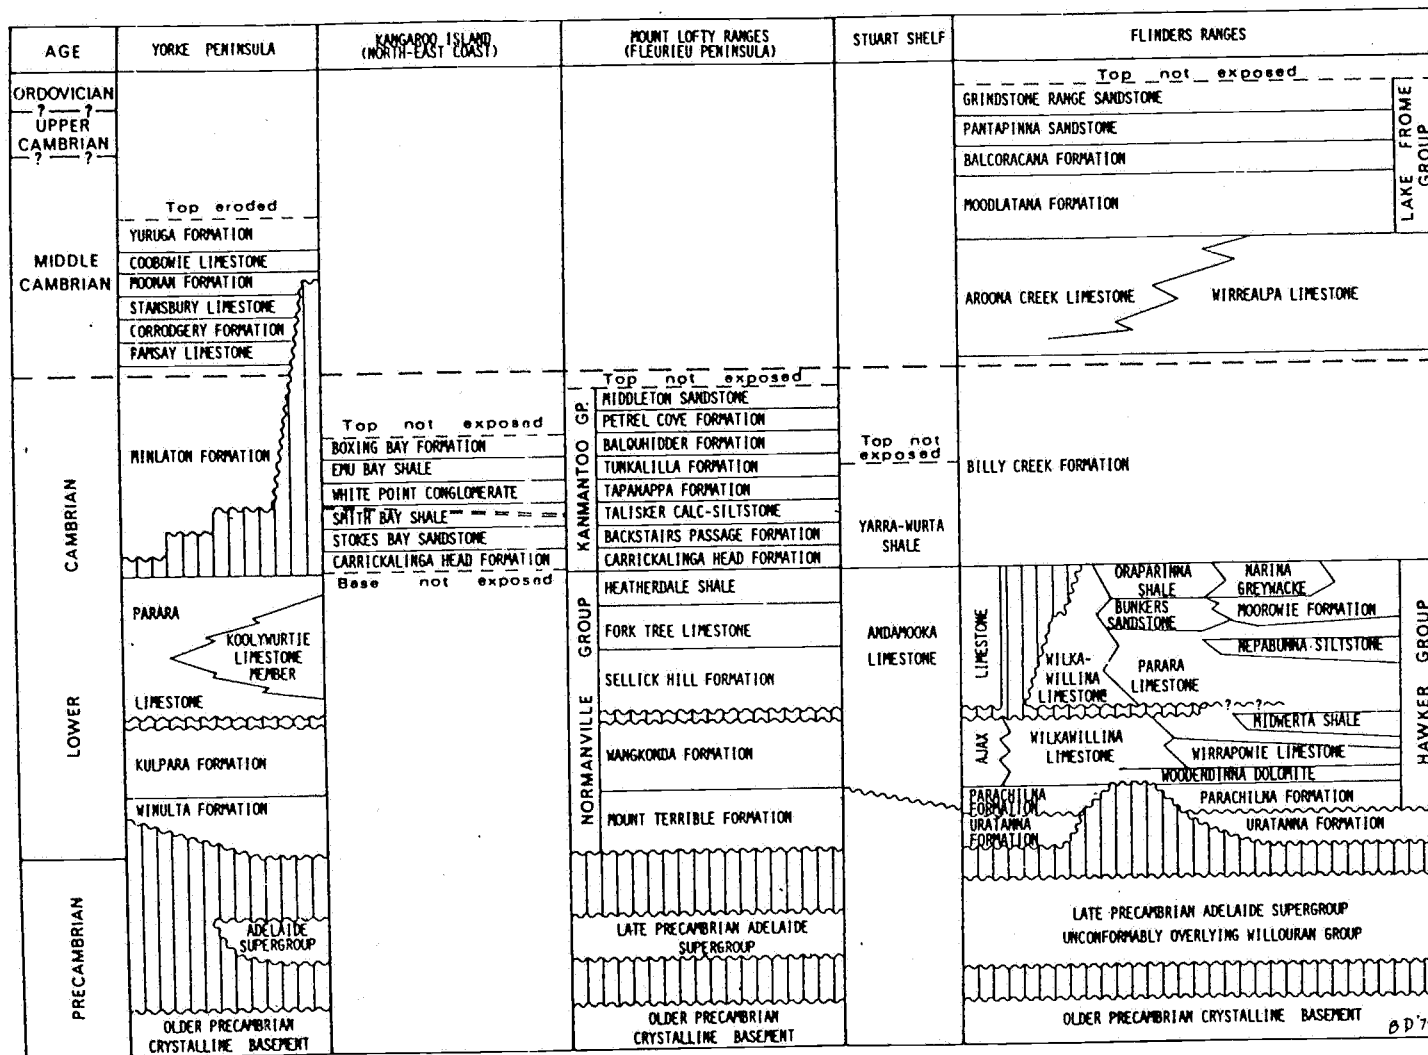 AGE
YORKE PENINSULA
KANGAROO ISLAND
(NORTH-EAST COAST)
MOUNT LOFTY RANGES
(FLEURIEU PENINSULA)
STUART SHELF
FLINDERS RANGES
ORDOVICIAN
? — ?
UPPER
CAMBRIAN
? — ?
MIDDLE
CAMBRIAN
LOWER CAMBRIAN
PRECAMBRIAN
Top eroded
YURUGA FORMATION
COOBOWIE LIMESTONE
MOONAN FORMATION
STANSBURY LIMESTONE
CORRODGERY FORMATION
RAMSAY LIMESTONE
MINLATON FORMATION
PARARA
KOOLYWURTIE
LIMESTONE
MEMBER
LIMESTONE
KULPARA FORMATION
WINULTA FORMATION
ADELAIDE
SUPERGROUP
OLDER PRECAMBRIAN
CRYSTALLINE BASEMENT
Top not exposed
BOXING BAY FORMATION
EMU BAY SHALE
WHITE POINT CONGLOMERATE
SMITH BAY SHALE
STOKES BAY SANDSTONE
CARRICKALINGA HEAD FORMATION
Base not exposed
Top not exposed
KANMANTOO GP.
MIDDLETON SANDSTONE
PETREL COVE FORMATION
BALQUHIDDER FORMATION
TUNKALILLA FORMATION
TAPANAPPA FORMATION
TALISKER CALC-SILTSTONE
BACKSTAIRS PASSAGE FORMATION
CARRICKALINGA HEAD FORMATION
NORMANVILLE GROUP
HEATHERDALE SHALE
FORK TREE LIMESTONE
SELLICK HILL FORMATION
WANGKONDA FORMATION
MOUNT TERRIBLE FORMATION
LATE PRECAMBRIAN ADELAIDE
SUPERGROUP
OLDER PRECAMBRIAN
CRYSTALLINE BASEMENT
Top not
exposed
YARRA-WURTA
SHALE
ANDAMOOKA
LIMESTONE
Top not exposed
GRINDSTONE RANGE SANDSTONE
PANTAPINNA SANDSTONE
BALCORACANA FORMATION
MOODLATANA FORMATION
LAKE FROME
GROUP
AROONA CREEK LIMESTONE
WIRREALPA LIMESTONE
BILLY CREEK FORMATION
ORAPARINNA
SHALE
NARINA
GREYWACKE
BUNKERS
SANDSTONE
MOOROWIE FORMATION
NEPABUNNA SILTSTONE
WILKA-
WILLINA
LIMESTONE
PARARA
LIMESTONE
AJAX LIMESTONE
? ?
MIDWERTA SHALE
WILKAWILLINA
LIMESTONE
WIRRAPOWIE LIMESTONE
WOODENDINNA DOLOMITE
PARACHILNA
FORMATION
PARACHILNA FORMATION
URATANNA
FORMATION
URATANNA FORMATION
HAWKER GROUP
LATE PRECAMBRIAN ADELAIDE SUPERGROUP
UNCONFORMABLY OVERLYING WILLOURAN GROUP
OLDER PRECAMBRIAN CRYSTALLINE BASEMENT
BD'7